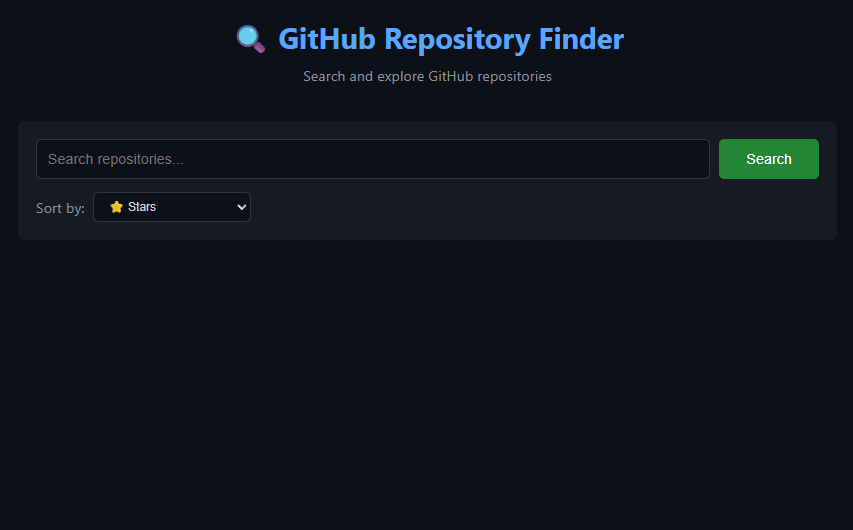 GitHub Repository Finder
Search and explore GitHub repositories
Search repositories...
Search
Sort by:
Stars